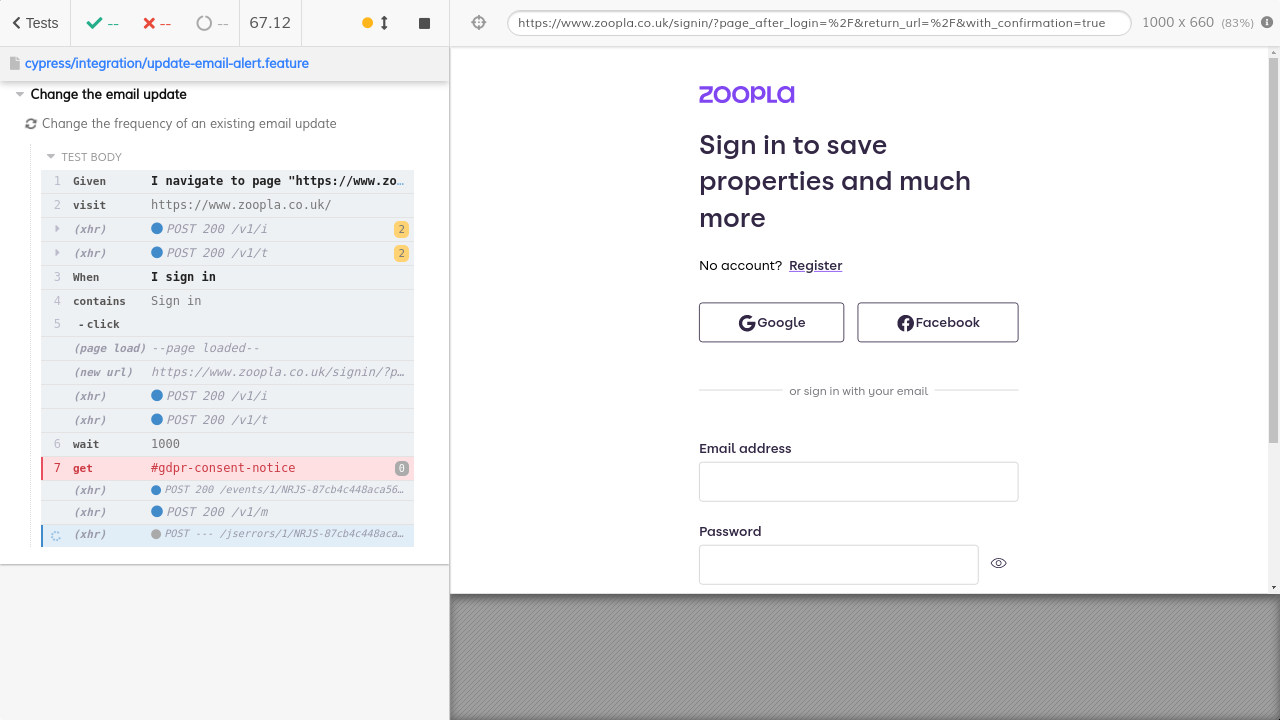 Tests
--
--
--
67.12
https://www.zoopla.co.uk/signin/?page_after_login=%2F&return_url=%2F&with_confirmation=true
1000 x 660 (83%)
cypress/integration/update-email-alert.feature
Change the email update
Change the frequency of an existing email update
TEST BODY
1 Given I navigate to page "https://www.zo…
2 visit https://www.zoopla.co.uk/
(xhr) POST 200 /v1/i 2
(xhr) POST 200 /v1/t 2
3 When I sign in
4 contains Sign in
5 - click
(page load) --page loaded--
(new url) https://www.zoopla.co.uk/signin/?p…
(xhr) POST 200 /v1/i
(xhr) POST 200 /v1/t
6 wait 1000
7 get #gdpr-consent-notice 0
(xhr) POST 200 /events/1/NRJS-87cb4c448aca56…
(xhr) POST 200 /v1/m
(xhr) POST --- /jserrors/1/NRJS-87cb4c448aca…
ZOOPLA
Sign in to save
properties and much
more
No account? Register
Google
Facebook
or sign in with your email
Email address
Password